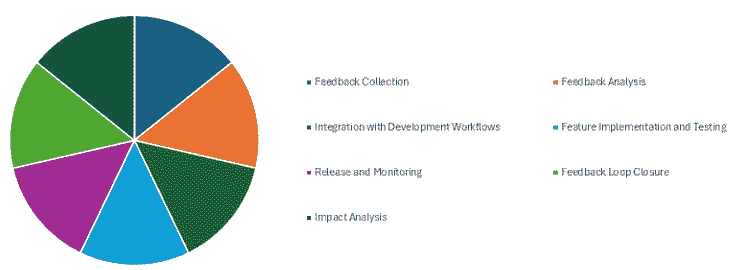 Feedback Collection
Feedback Analysis
Integration with Development Workflows
Feature Implementation and Testing
Release and Monitoring
Feedback Loop Closure
Impact Analysis